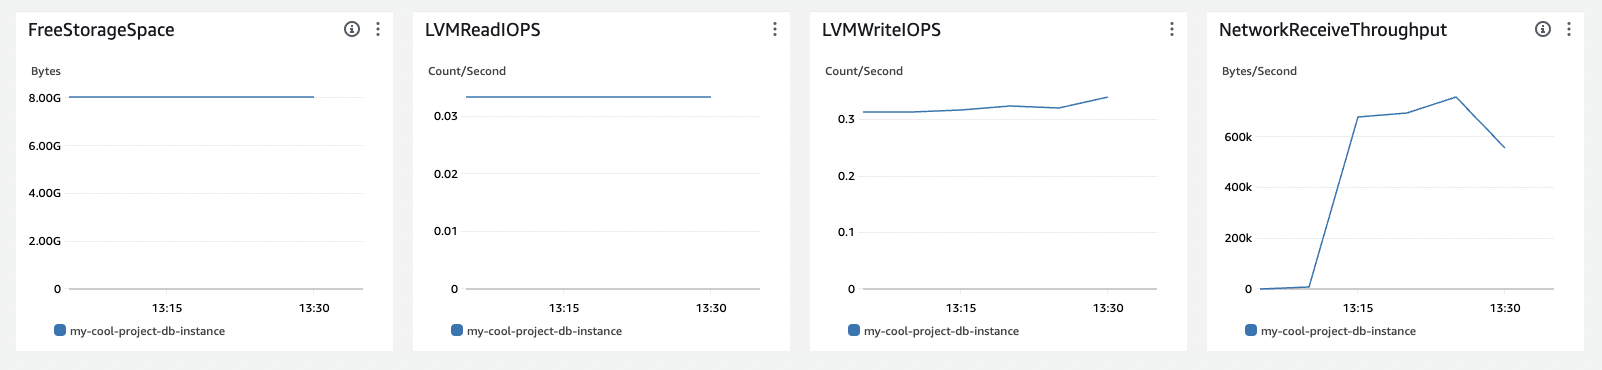 FreeStorageSpace
Bytes
8.00G
6.00G
4.00G
2.00G
0
13:15 13:30
my-cool-project-db-instance
LVMReadIOPS
Count/Second
0.03
0.02
0.01
0
13:15 13:30
my-cool-project-db-instance
LVMWriteIOPS
Count/Second
0.3
0.2
0.1
0
13:15 13:30
my-cool-project-db-instance
NetworkReceiveThroughput
Bytes/Second
600k
400k
200k
0
13:15 13:30
my-cool-project-db-instance